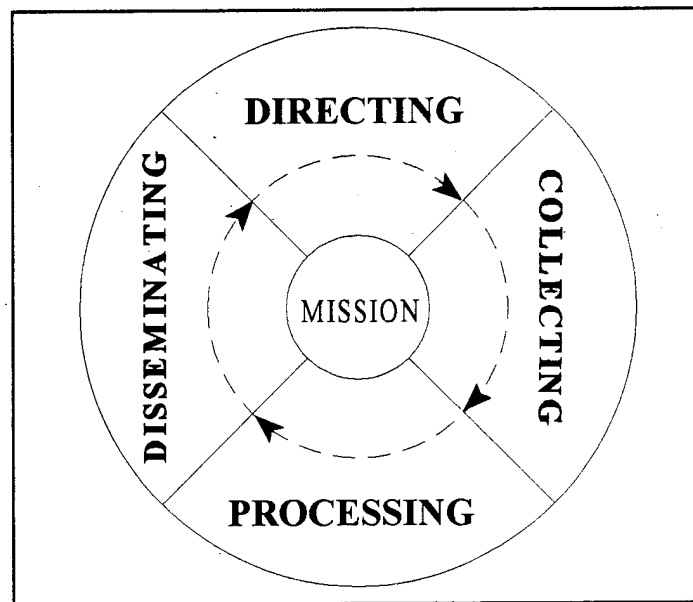 DIRECTING
COLLECTING
MISSION
DISSEMINATING
PROCESSING